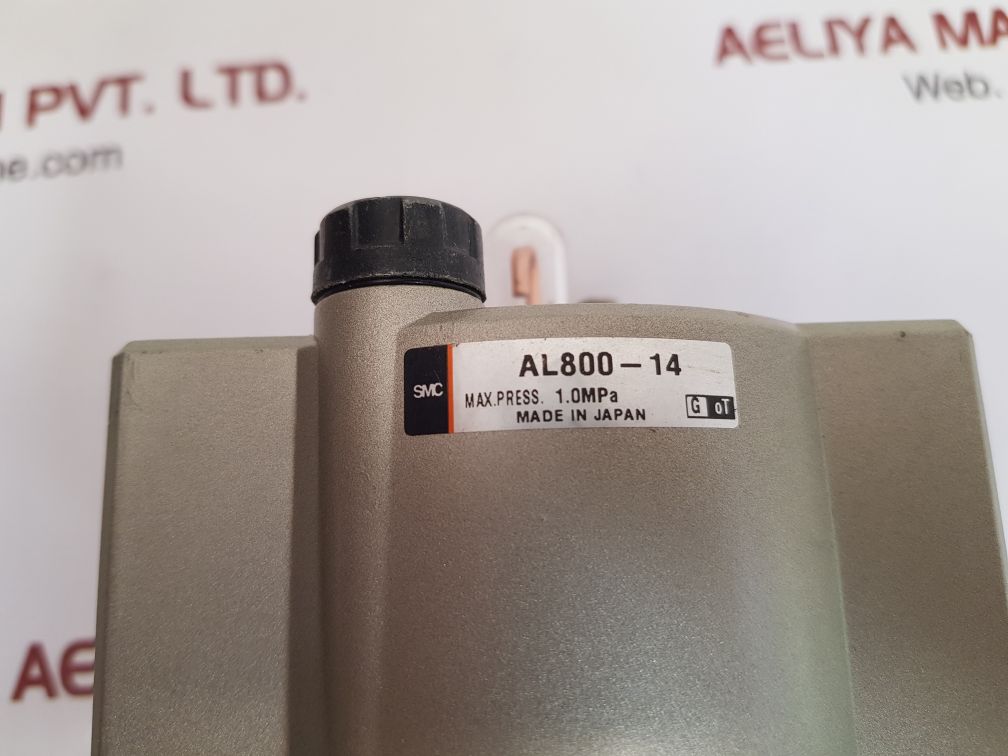 PVT. LTD.
AELIYA MA
Web.
e.com
SMC
AL800-14
MAX.PRESS. 1.0MPa
MADE IN JAPAN
G oT
AE